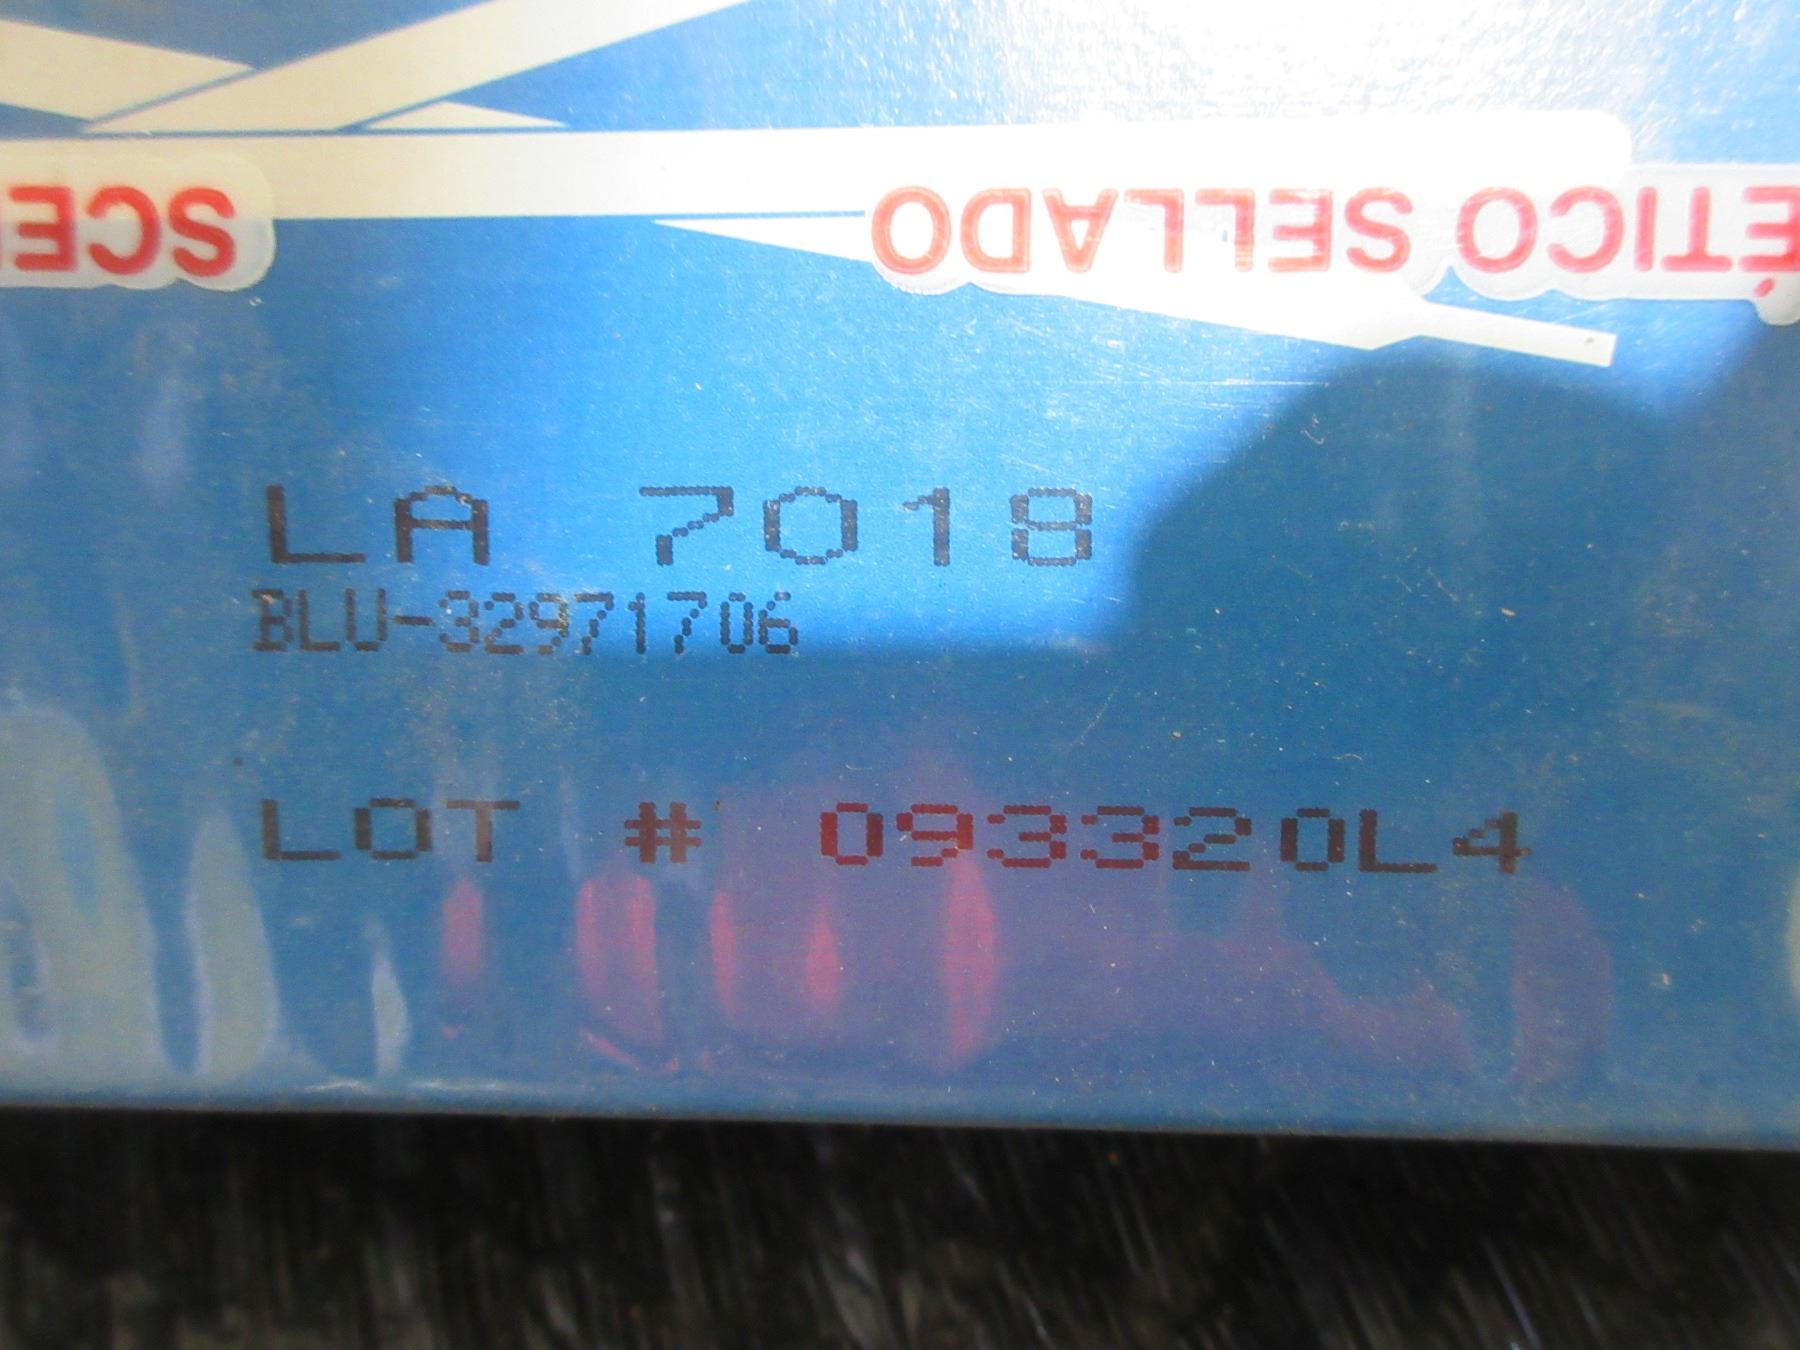 SCE
ÉTICO SELLADO
LA 7018
BLU-32971706
LOT # 093320L4